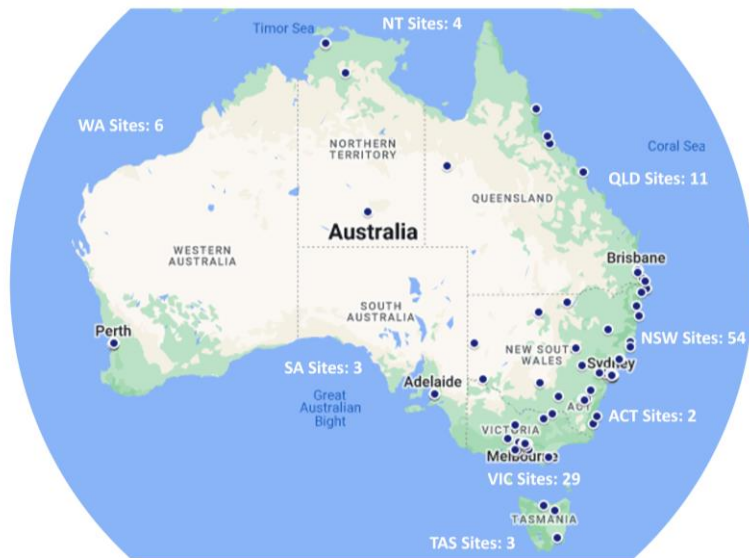 Timor Sea
NT Sites: 4
WA Sites: 6
NORTHERN
TERRITORY
Coral Sea
QLD Sites: 11
QUEENSLAND
Australia
WESTERN
AUSTRALIA
Brisbane
SOUTH
AUSTRALIA
Perth
NSW Sites: 54
NEW SOUTH
WALES
Sydney
SA Sites: 3
Adelaide
Great
Australian
Bight
ACT
ACT Sites: 2
VICTORIA
Melbourne
VIC Sites: 29
TASMANIA
TAS Sites: 3